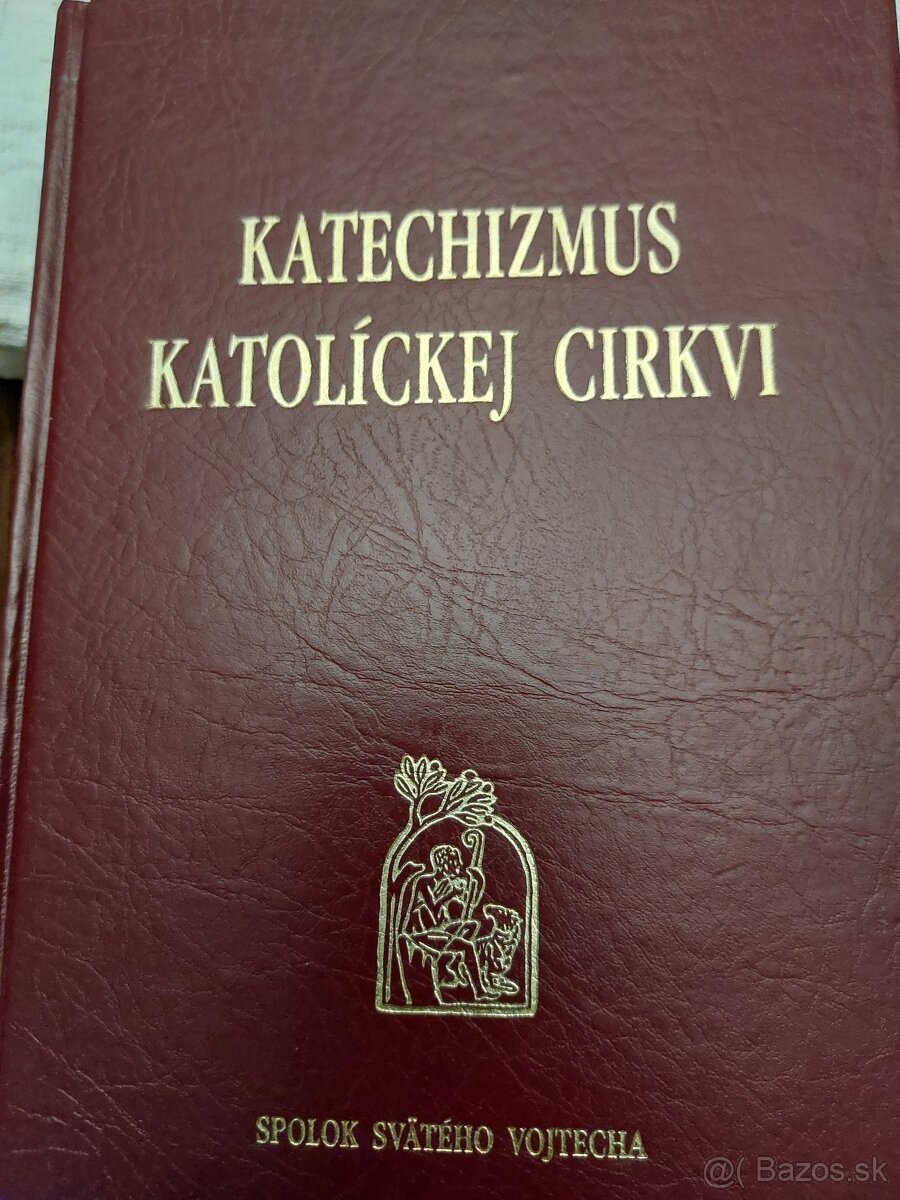 KATECHIZMUS
KATOLÍCKEJ CIRKVI
SPOLOK SVÄTÉHO VOJTECHA
@( Bazos.sk